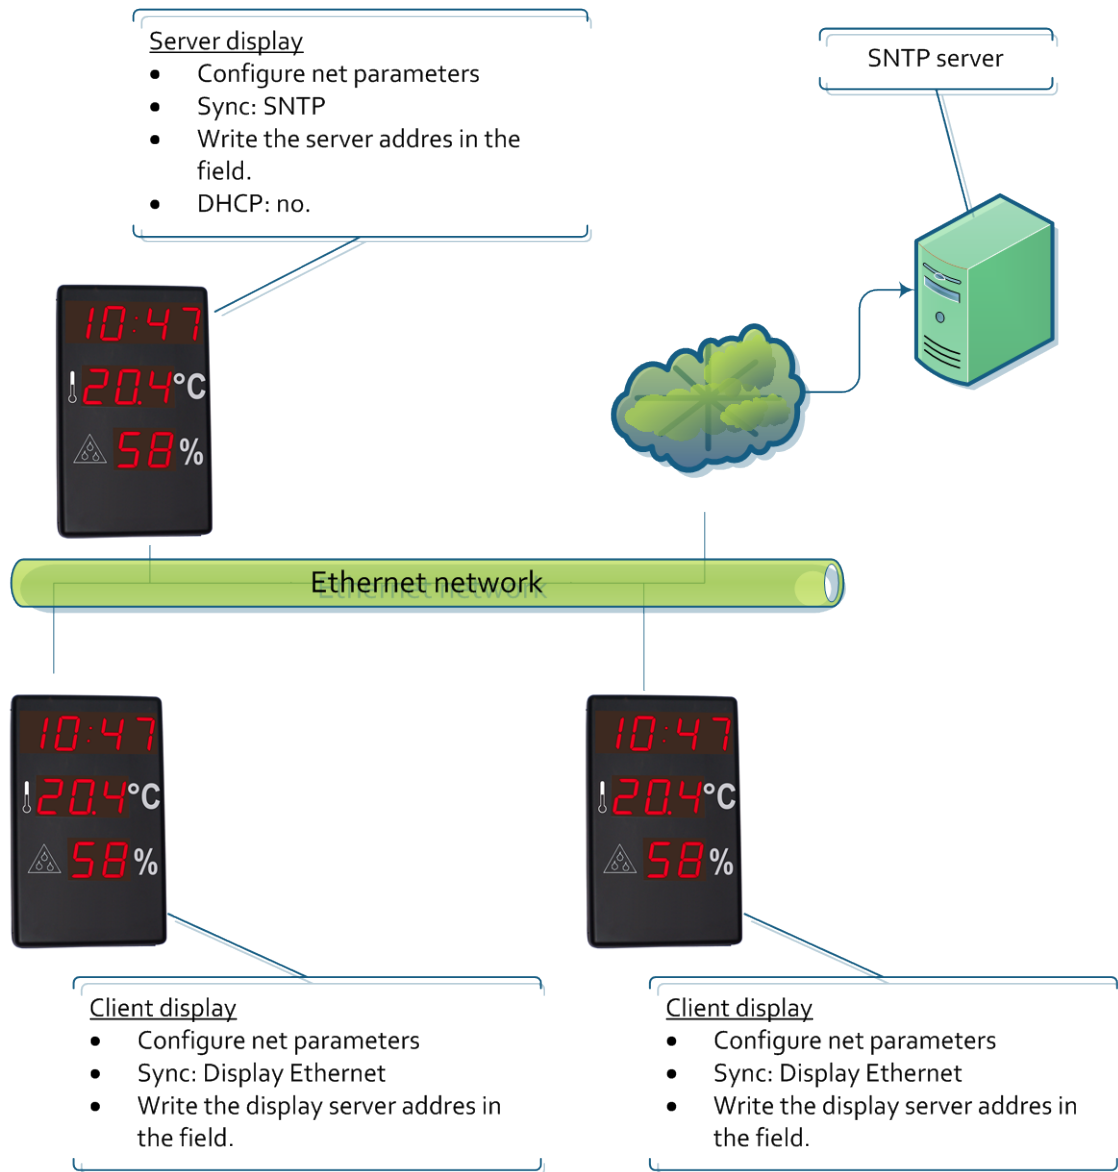 Server display
• Configure net parameters
• Sync: SNTP
• Write the server addres in the
field.
• DHCP: no.
SNTP server
10:47
20.4°C
58%
Ethernet network
10:47
20.4°C
58%
10:47
20.4°C
58%
Client display
• Configure net parameters
• Sync: Display Ethernet
• Write the display server addres in
the field.
Client display
• Configure net parameters
• Sync: Display Ethernet
• Write the display server addres in
the field.